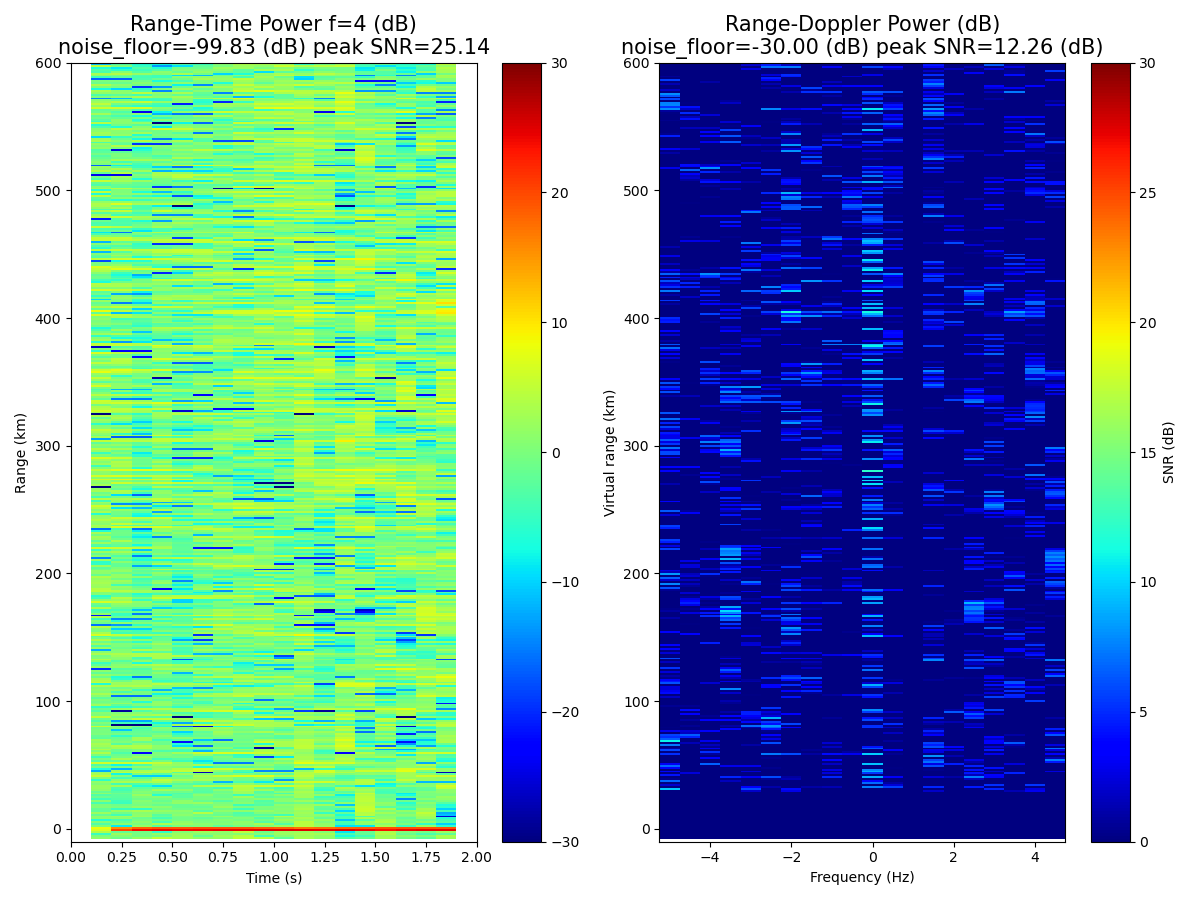 Range-Time Power f=4 (dB)
noise_floor=-99.83 (dB) peak SNR=25.14
Range-Doppler Power (dB)
noise_floor=-30.00 (dB) peak SNR=12.26 (dB)
600
500
400
300
200
100
0
Range (km)
0.00 0.25 0.50 0.75 1.00 1.25 1.50 1.75 2.00
Time (s)
30
20
10
0
−10
−20
−30
600
500
400
300
200
100
0
Virtual range (km)
−4 −2 0 2 4
Frequency (Hz)
30
25
20
15
10
5
0
SNR (dB)